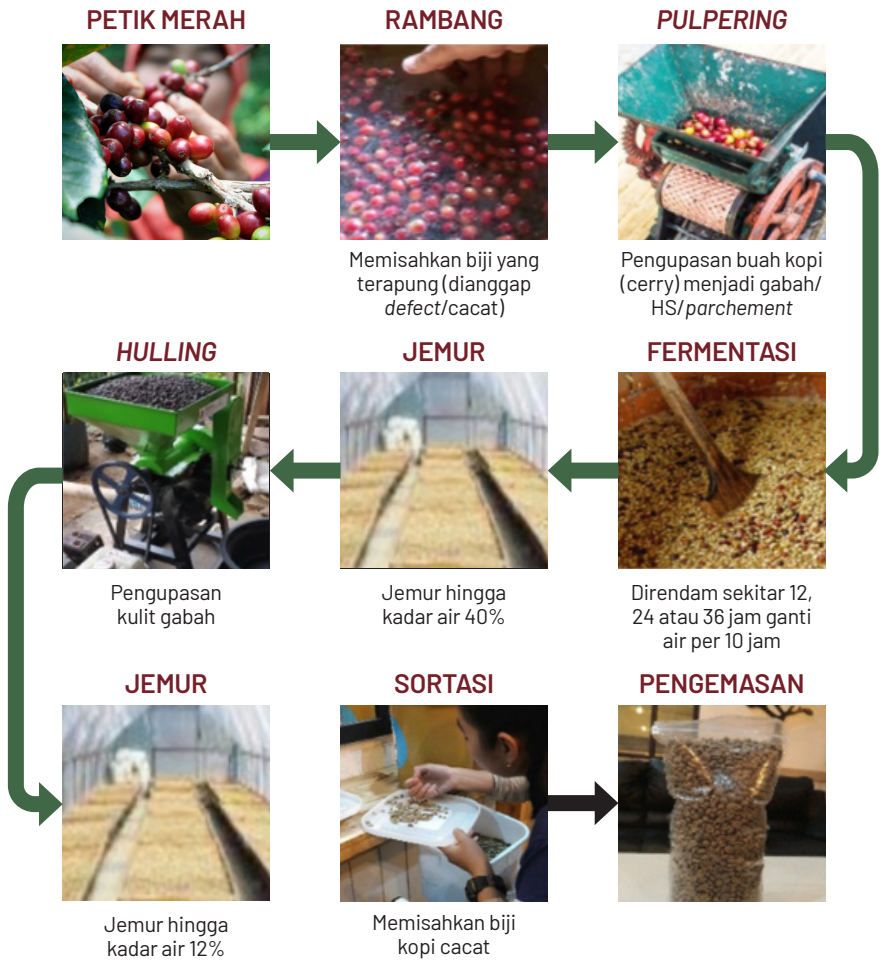 PETIK MERAH
RAMBANG
PULPERING
Memisahkan biji yang
terapung (dianggap
defect/cacat)
Pengupasan buah kopi
(cerry) menjadi gabah/
HS/parchement
HULLING
JEMUR
FERMENTASI
Pengupasan
kulit gabah
Jemur hingga
kadar air 40%
Direndam sekitar 12,
24 atau 36 jam ganti
air per 10 jam
JEMUR
SORTASI
PENGEMASAN
Jemur hingga
kadar air 12%
Memisahkan biji
kopi cacat